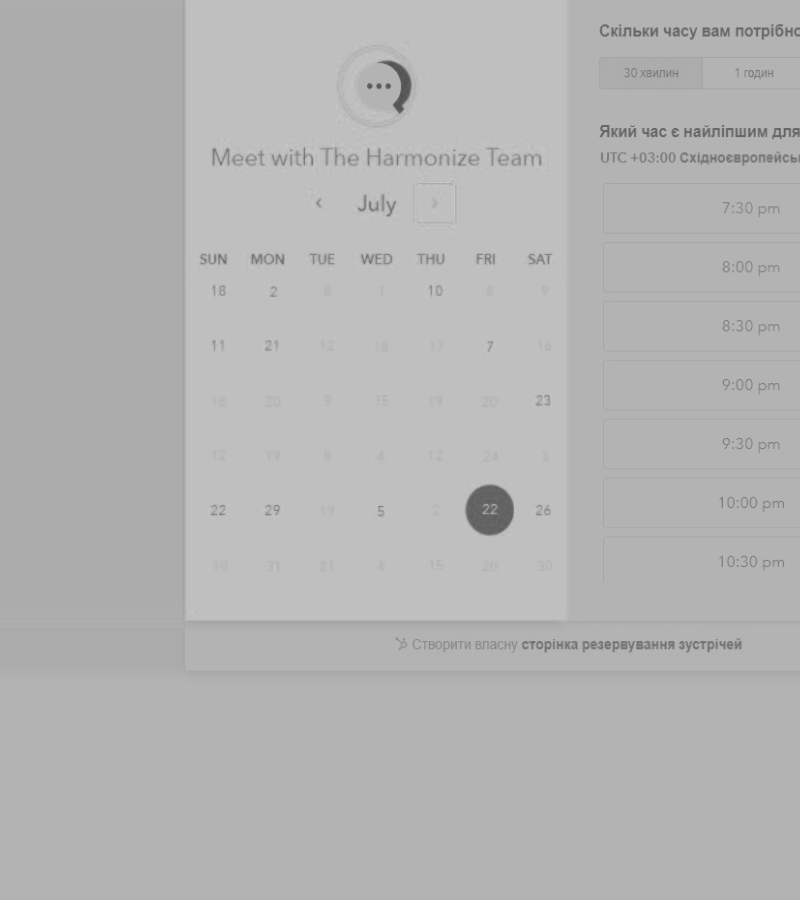 Meet with The Harmonize Team
July
SUN MON TUE WED THU FRI SAT
18 2 8 1 10 8 9
11 21 12 18 17 7 16
18 20 9 15 19 20 23
12 19 8 4 12 24 3
22 29 19 5 2 22 26
10 31 21 4 15 20 30
Скільки часу вам потрібно
30 хвилин 1 годин
Який час є найліпшим для
UTC +03:00 Східноєвропейсь
7:30 pm
8:00 pm
8:30 pm
9:00 pm
9:30 pm
10:00 pm
10:30 pm
Створити власну сторінка резервування зустрічей